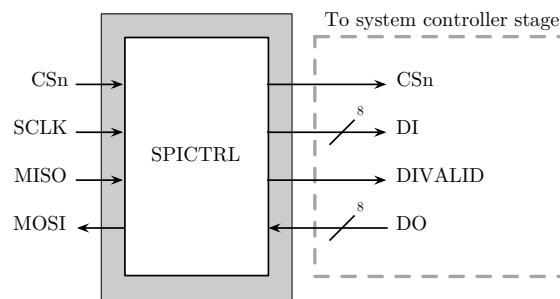 To system controller stage
CSn
CSn
SCLK
8
DI
SPICTRL
MISO
DIVALID
MOSI
8
DO